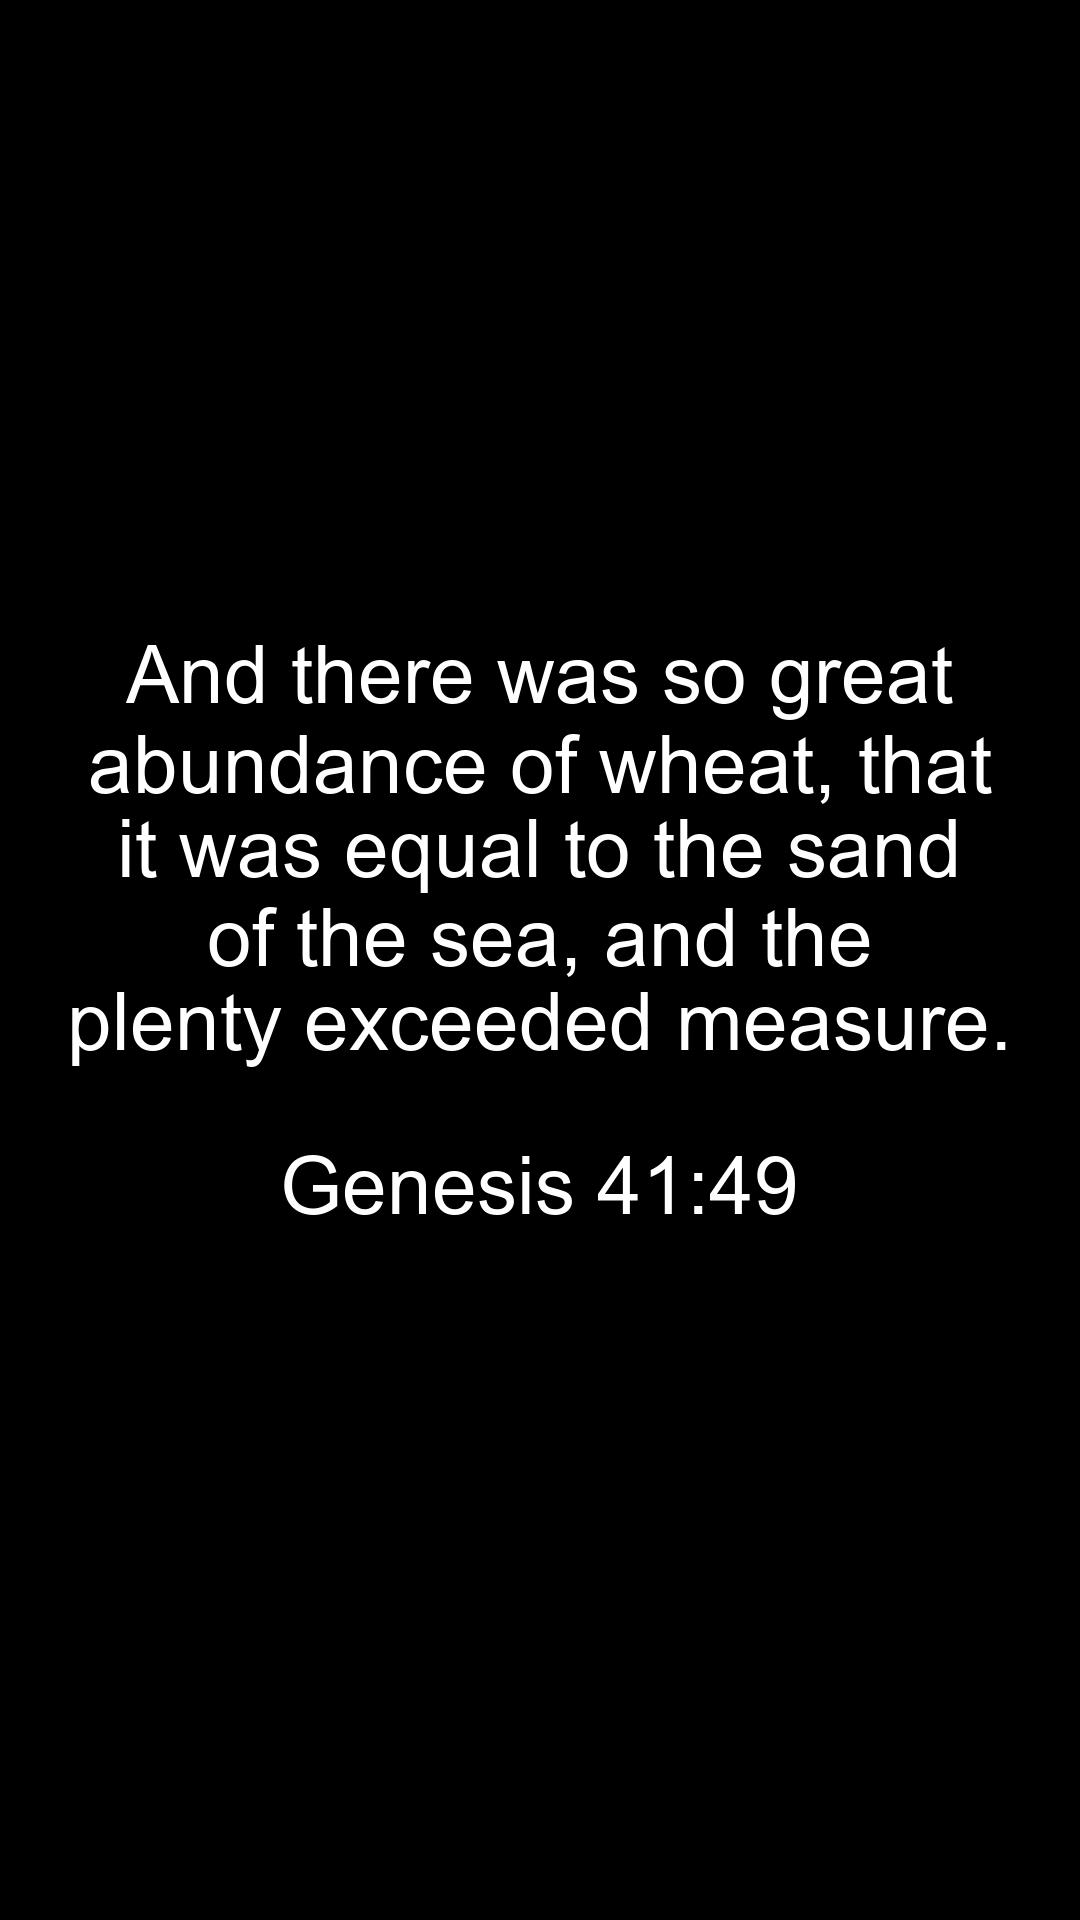 And there was so great
abundance of wheat, that
it was equal to the sand
of the sea, and the
plenty exceeded measure.
Genesis 41:49